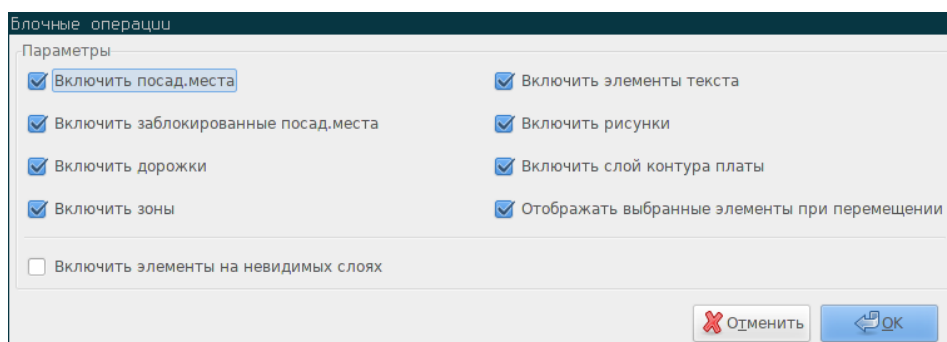 Блочные операции
Параметры
Включить посад.места
Включить элементы текста
Включить заблокированные посад.места
Включить рисунки
Включить дорожки
Включить слой контура платы
Включить зоны
Отображать выбранные элементы при перемещении
Включить элементы на невидимых слоях
Отменить
OK